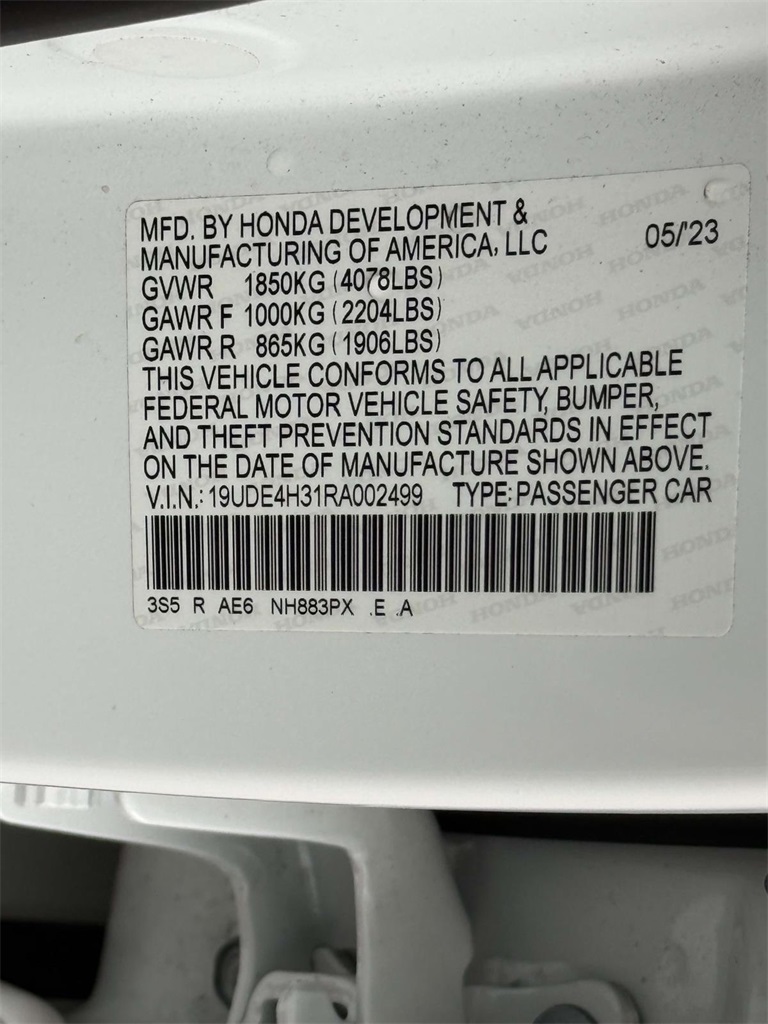 MFD. BY HONDA DEVELOPMENT &
MANUFACTURING OF AMERICA, LLC 05/'23
GVWR 1850KG (4078LBS)
GAWR F 1000KG (2204LBS)
GAWR R 865KG (1906LBS)
THIS VEHICLE CONFORMS TO ALL APPLICABLE
FEDERAL MOTOR VEHICLE SAFETY, BUMPER,
AND THEFT PREVENTION STANDARDS IN EFFECT
ON THE DATE OF MANUFACTURE SHOWN ABOVE.
V.I.N.: 19UDE4H31RA002499 TYPE: PASSENGER CAR
3S5 R AE6 NH883PX .E .A